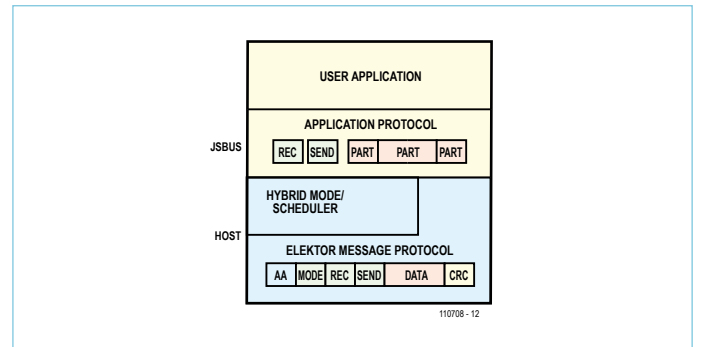 USER APPLICATION
APPLICATION PROTOCOL
JSBUS
REC SEND PART PART PART
HYBRID MODE/
SCHEDULER
HOST
ELEKTOR MESSAGE PROTOCOL
AA MODE REC SEND DATA CRC
110708 - 12